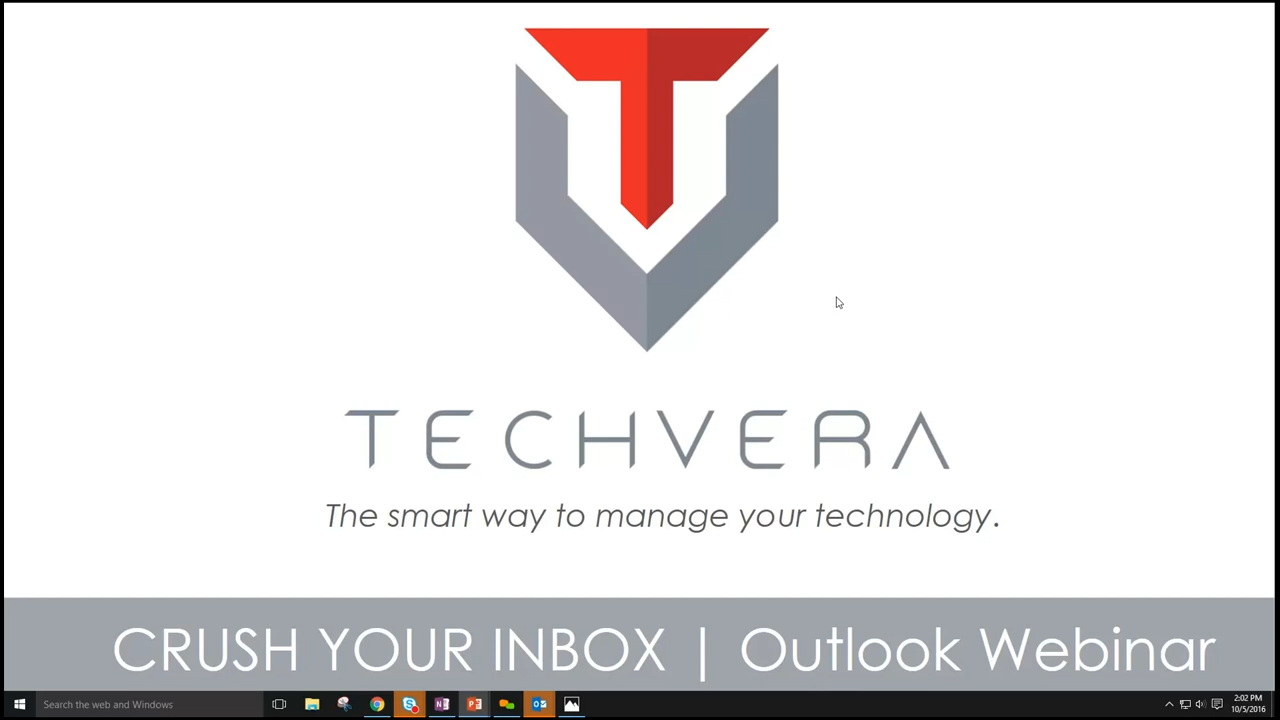 TECHVERA
The smart way to manage your technology.
CRUSH YOUR INBOX | Outlook Webinar
Search the web and Windows
2:02 PM
10/5/2016